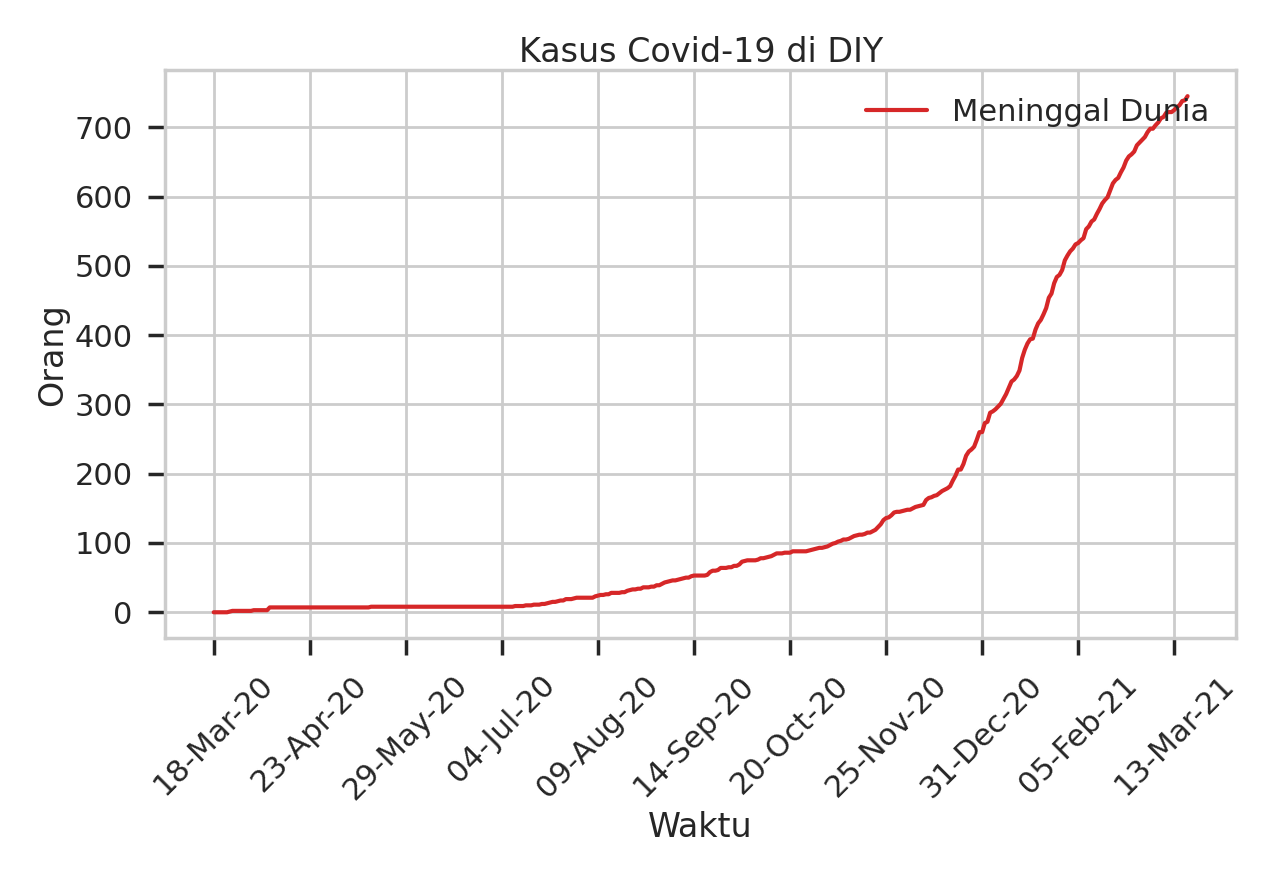 Kasus Covid-19 di DIY
Meninggal Dunia
Orang
700
600
500
400
300
200
100
0
18-Mar-20
23-Apr-20
29-May-20
04-Jul-20
09-Aug-20
14-Sep-20
20-Oct-20
25-Nov-20
31-Dec-20
05-Feb-21
13-Mar-21
Waktu